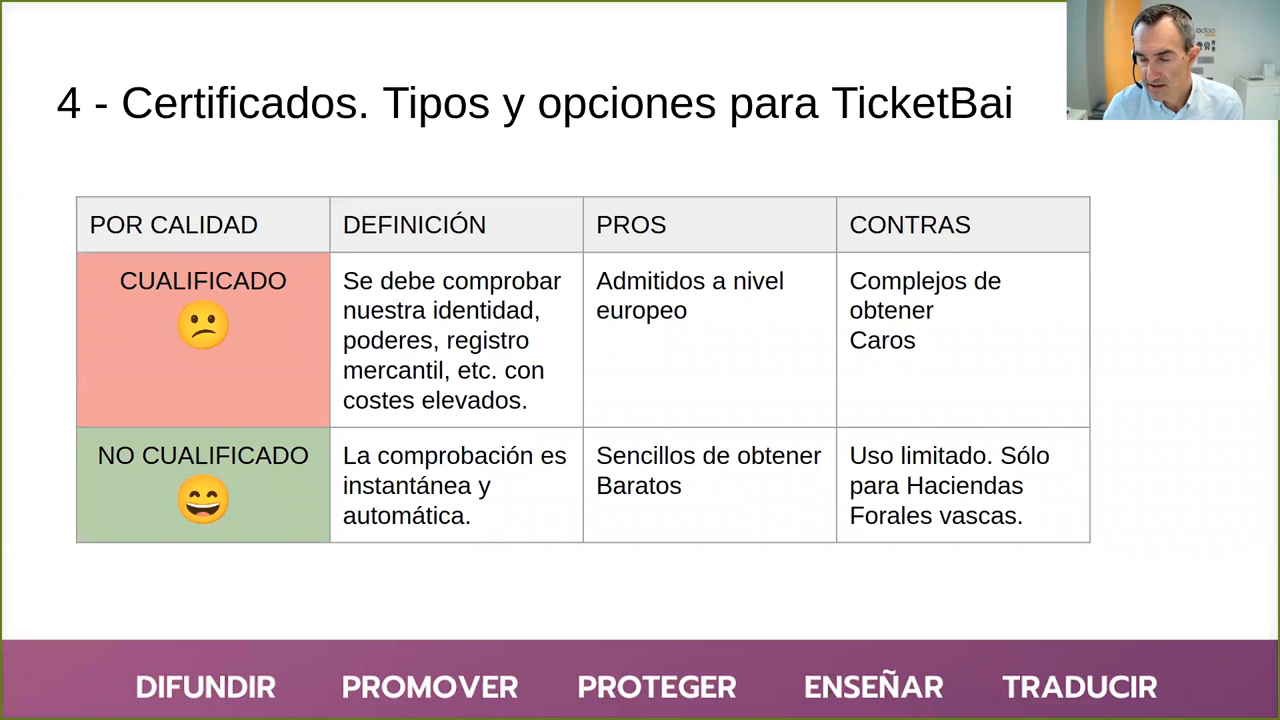 4 - Certificados. Tipos y opciones para TicketBai
odoo
POR CALIDAD
DEFINICIÓN
PROS
CONTRAS
CUALIFICADO
Se debe comprobar
nuestra identidad,
poderes, registro
mercantil, etc. con
costes elevados.
Admitidos a nivel
europeo
Complejos de
obtener
Caros
NO CUALIFICADO
La comprobación es
instantánea y
automática.
Sencillos de obtener
Baratos
Uso limitado. Sólo
para Haciendas
Forales vascas.
DIFUNDIR
PROMOVER
PROTEGER
ENSEÑAR
TRADUCIR